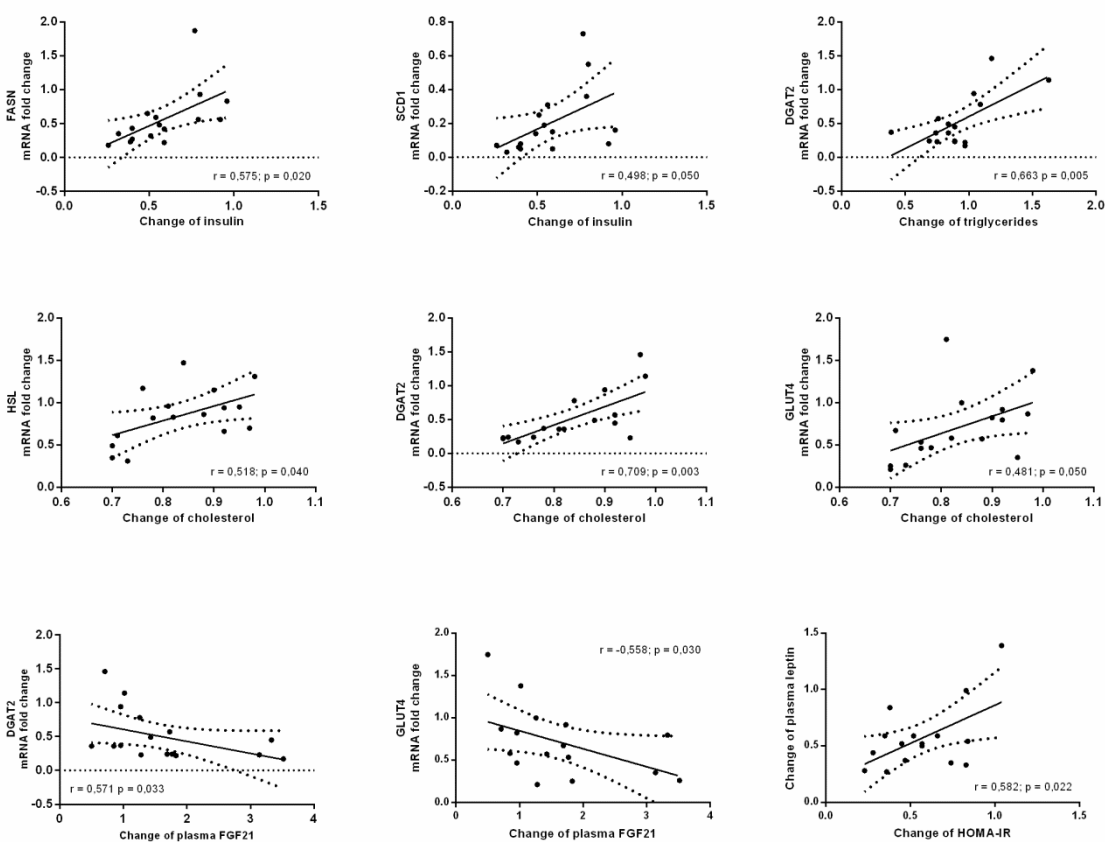 FASN
mRNA fold change
2.0
1.5
1.0
0.5
0.0
-0.5
r = 0,575; p = 0,020
0.0 0.5 1.0 1.5
Change of insulin
SCD1
mRNA fold change
0.8
0.6
0.4
0.2
0.0
0.2
r = 0,498; p = 0,050
0.0 0.5 1.0 1.5
Change of insulin
DGAT2
mRNA fold change
2.0
1.5
1.0
0.5
0.0
-0.5
r = 0,663 p = 0,005
0.0 0.5 1.0 1.5 2.0
Change of triglycerides
HSL
mRNA fold change
2.0
1.5
1.0
0.5
0.0
r = 0,518; p = 0,040
0.6 0.7 0.8 0.9 1.0 1.1
Change of cholesterol
DGAT2
mRNA fold change
2.0
1.5
1.0
0.5
0.0
-0.5
r = 0,709; p = 0,003
0.6 0.7 0.8 0.9 1.0 1.1
Change of cholesterol
GLUT4
mRNA fold change
2.0
1.5
1.0
0.5
0.0
r = 0,481; p = 0,050
0.6 0.7 0.8 0.9 1.0 1.1
Change of cholesterol
DGAT2
mRNA fold change
2.0
1.5
1.0
0.5
0.0
-0.5
r = 0,571 p = 0,033
0 1 2 3 4
Change of plasma FGF21
GLUT4
mRNA fold change
2.0
1.5
1.0
0.5
0.0
r = -0,558; p = 0,030
0 1 2 3 4
Change of plasma FGF21
Change of plasma leptin
1.5
1.0
0.5
0.0
r = 0,582; p = 0,022
0.0 0.5 1.0 1.5
Change of HOMA-IR